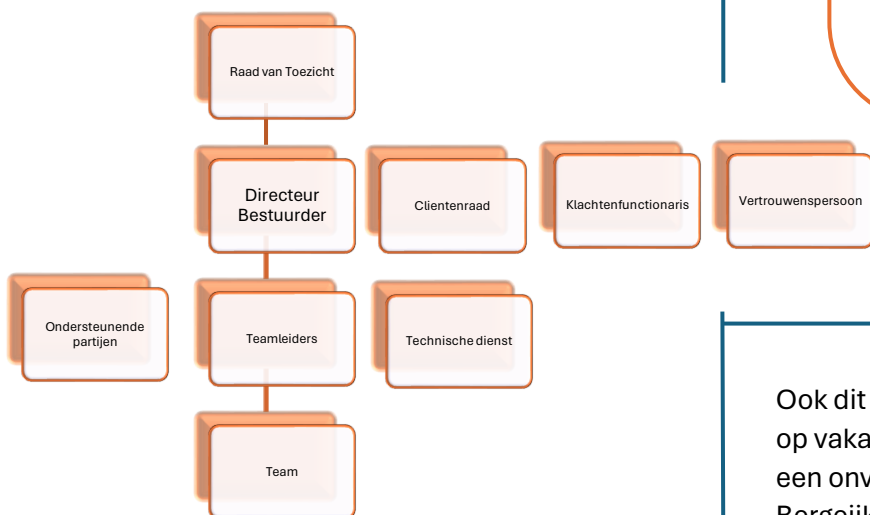 Raad van Toezicht
Directeur
Bestuurder
Clientenraad
Klachtenfunctionaris
Vertrouwenspersoon
Ondersteunende
partijen
Teamleiders
Technische dienst
Team
Ook dit
op vaka
een onv